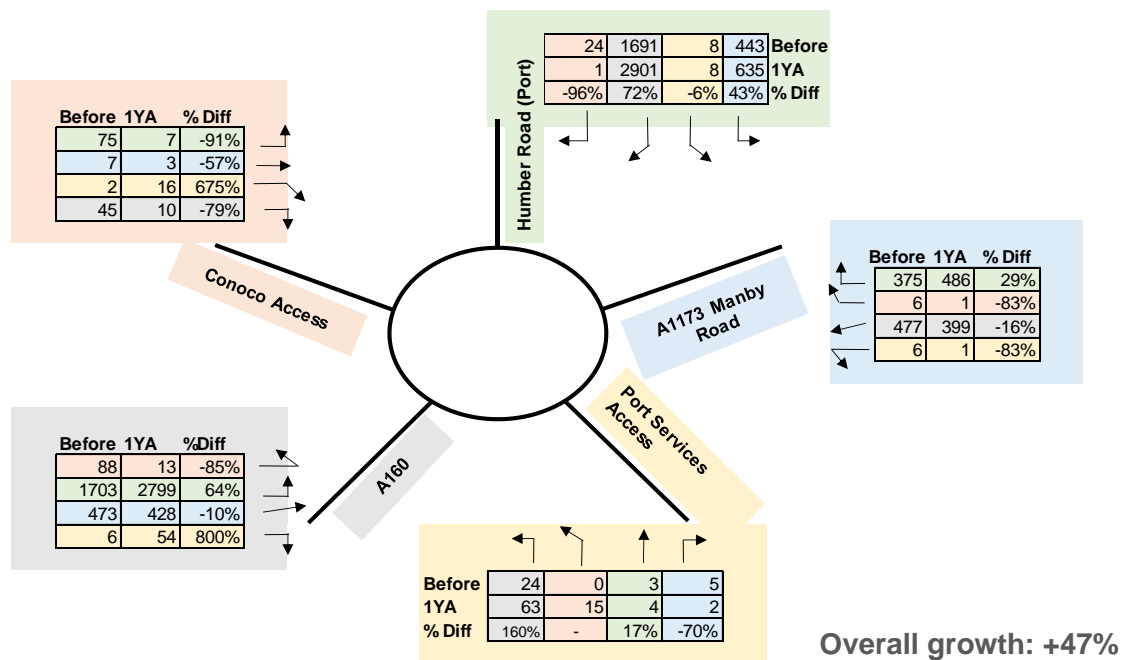 24 1691 8 443 Before
1 2901 8 635 1YA
-96% 72% -6% 43% % Diff
Humber Road (Port)
Before 1YA % Diff
75 7 -91%
7 3 -57%
2 16 675%
45 10 -79%
Conoco Access
A1173 Manby
Road
Before 1YA % Diff
375 486 29%
6 1 -83%
477 399 -16%
6 1 -83%
Port Services
Access
A160
Before 1YA %Diff
88 13 -85%
1703 2799 64%
473 428 -10%
6 54 800%
Before 24 0 3 5
1YA 63 15 4 2
% Diff 160% - 17% -70%
Overall growth: +47%